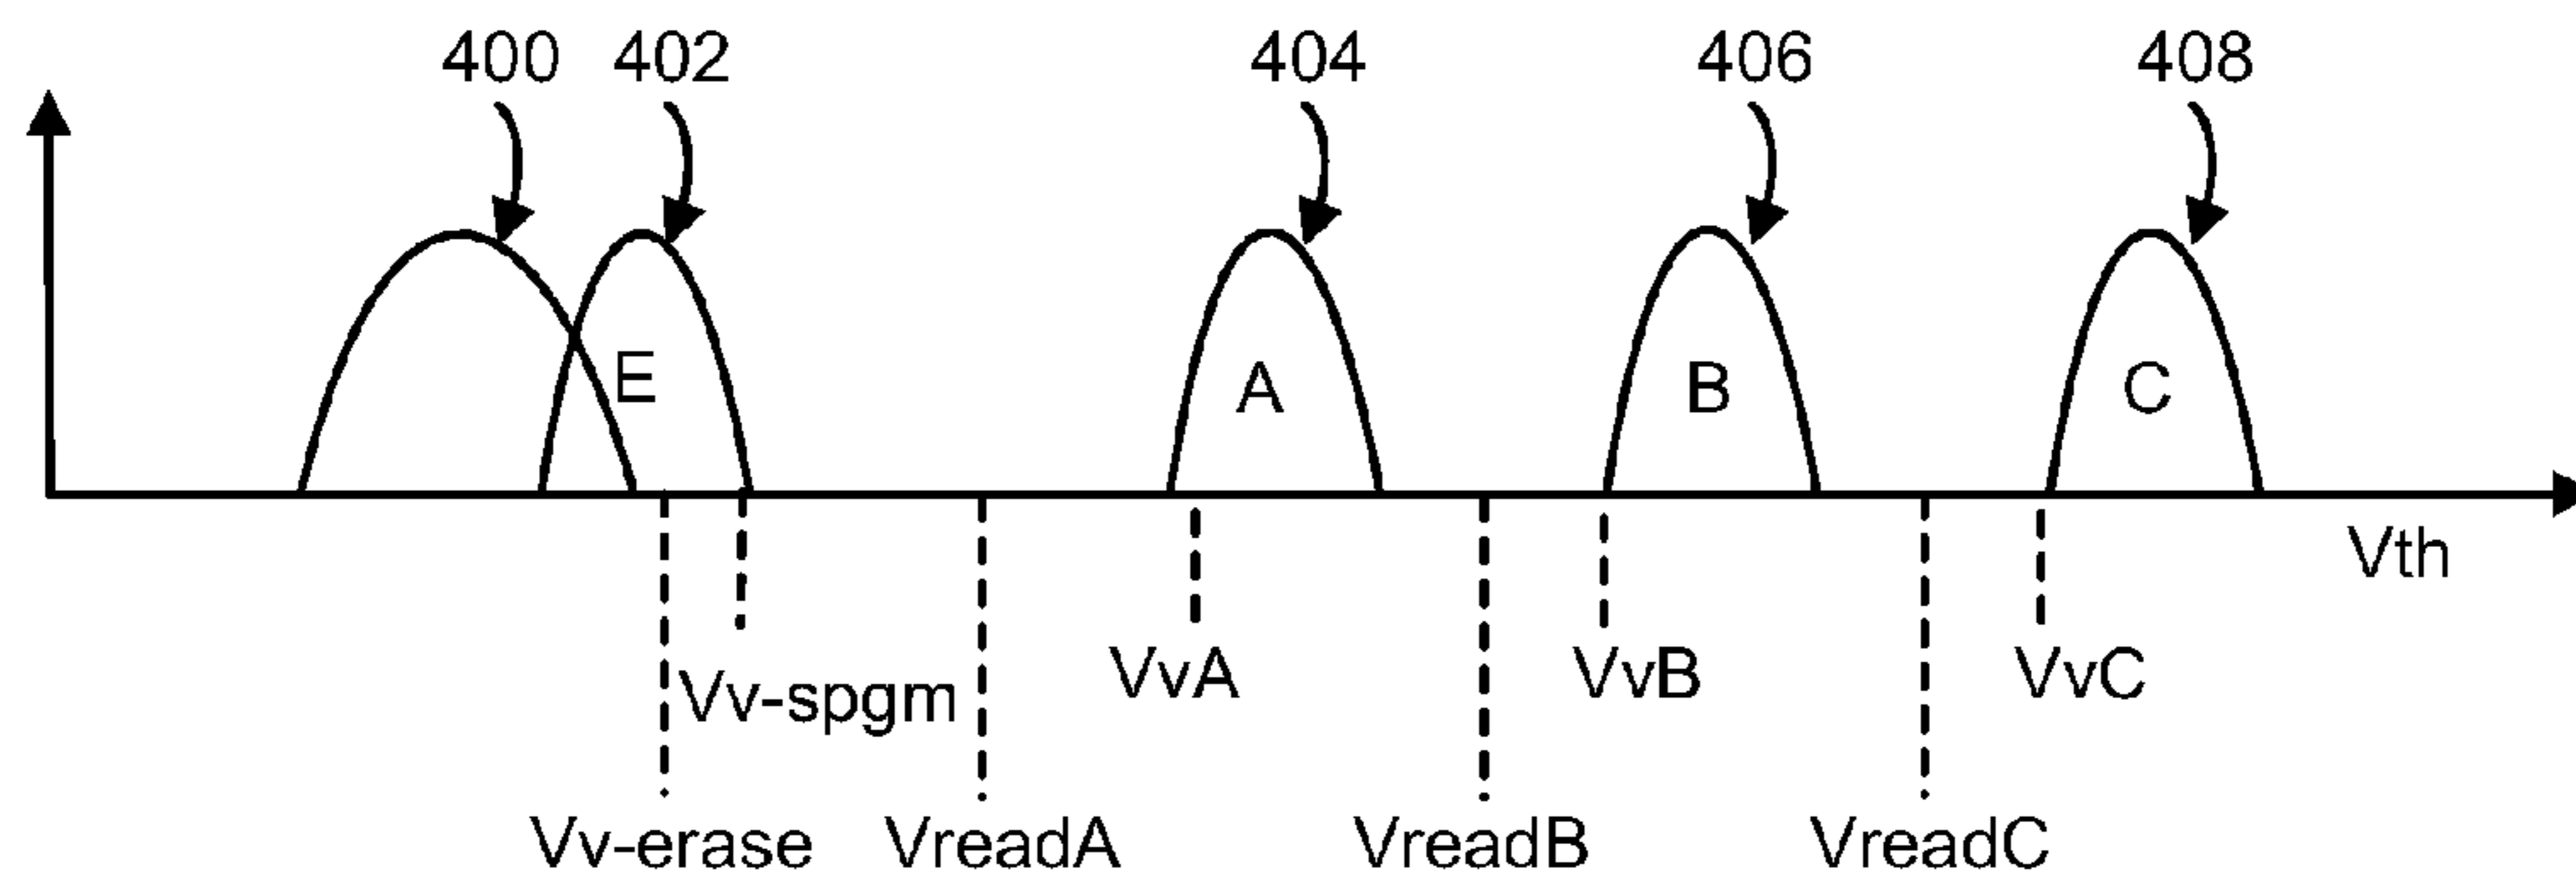 400 402 404 406 408
E A B C
Vth
Vv-spgm VvA VvB VvC
Vv-erase VreadA VreadB VreadC